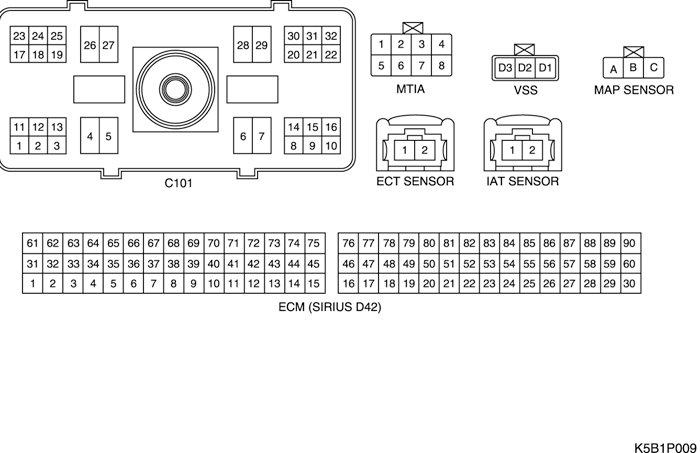 23 24 25 26 27 28 29 30 31 32
17 18 19 20 21 22
11 12 13 4 5 6 7 14 15 16
1 2 3 8 9 10
C101
1 2 3 4
5 6 7 8
MTIA
D3 D2 D1
VSS
A B C
MAP SENSOR
1 2
ECT SENSOR
1 2
IAT SENSOR
61 62 63 64 65 66 67 68 69 70 71 72 73 74 75 76 77 78 79 80 81 82 83 84 85 86 87 88 89 90
31 32 33 34 35 36 37 38 39 40 41 42 43 44 45 46 47 48 49 50 51 52 53 54 55 56 57 58 59 60
1 2 3 4 5 6 7 8 9 10 11 12 13 14 15 16 17 18 19 20 21 22 23 24 25 26 27 28 29 30
ECM (SIRIUS D42)
K5B1P009